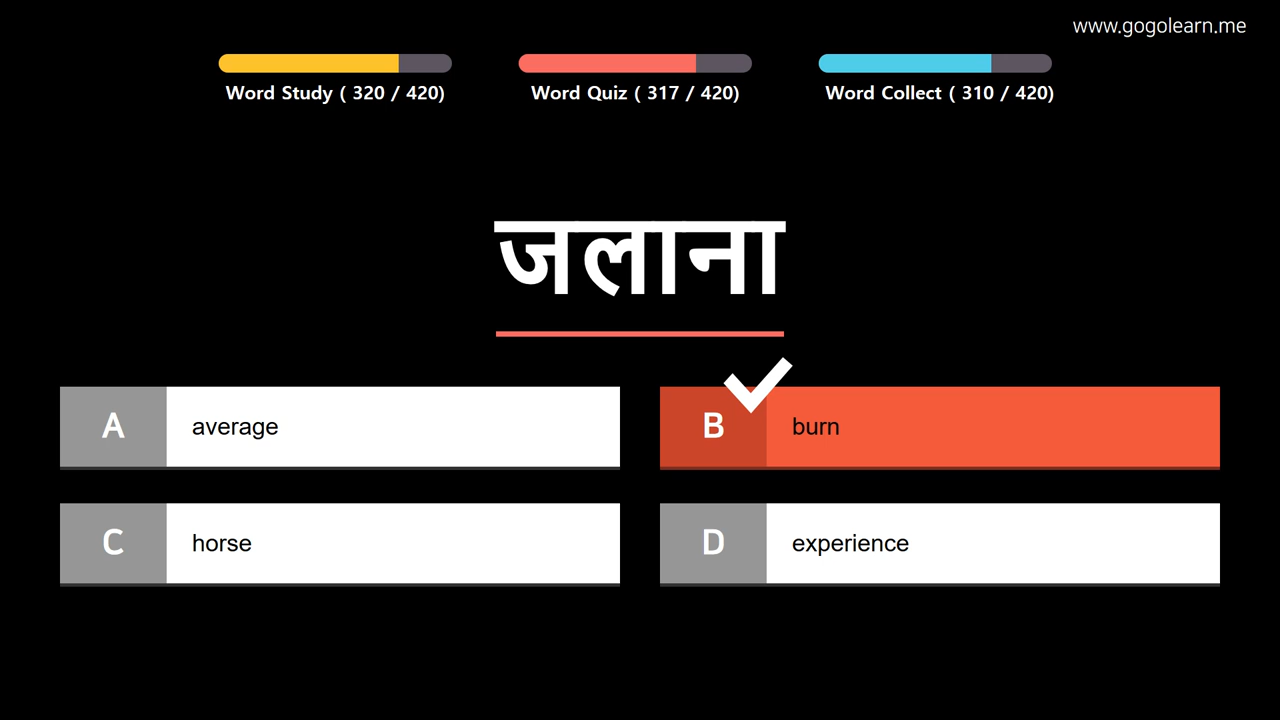 www.gogolearn.me
Word Study ( 320 / 420)
Word Quiz ( 317 / 420)
Word Collect ( 310 / 420)
जलाना
A average
B burn
C horse
D experience